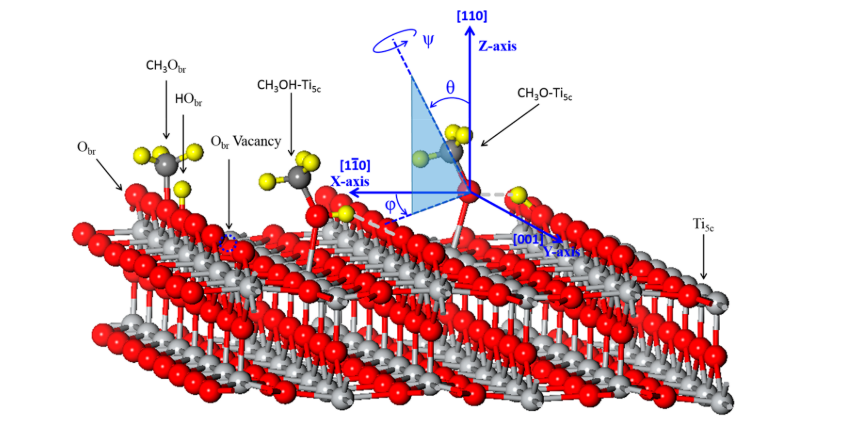 [110]
ψ
Z-axis
CH₃Obr
θ
HObr
CH₃OH-Ti5c
CH₃O-Ti5c
Obr
Obr Vacancy
[11̄0]
X-axis
φ
[001]
Y-axis
Ti5c